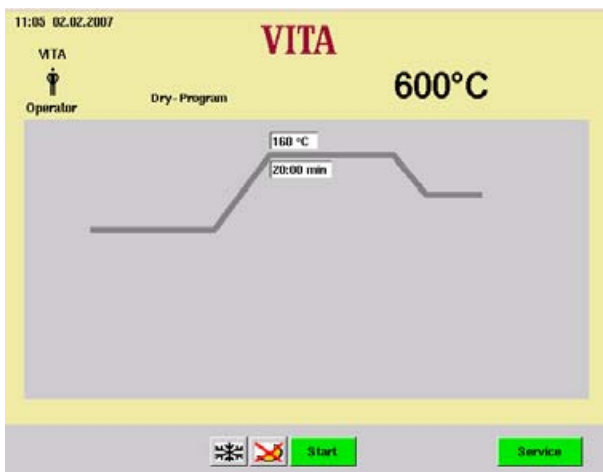 11:05 02.02.2007
VITA
VITA
Operator
Dry-Program
600°C
160 °C
20:00 min
Start
Service